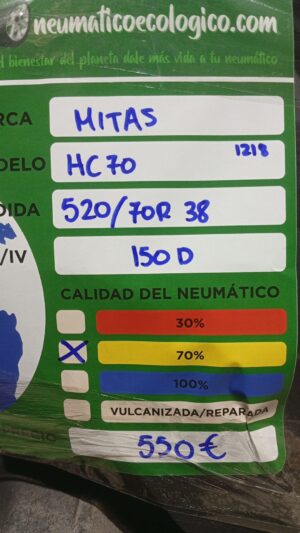 neumaticoecologico.com
el bienestar del planeta dale más vida a tu neumático
RCA MITAS
DELO HC70 1218
DIDA 520/70R 38
/IV 150 D
CALIDAD DEL NEUMÁTICO
30%
X 70%
100%
VULCANIZADA/REPARADA
PRECIO 550€